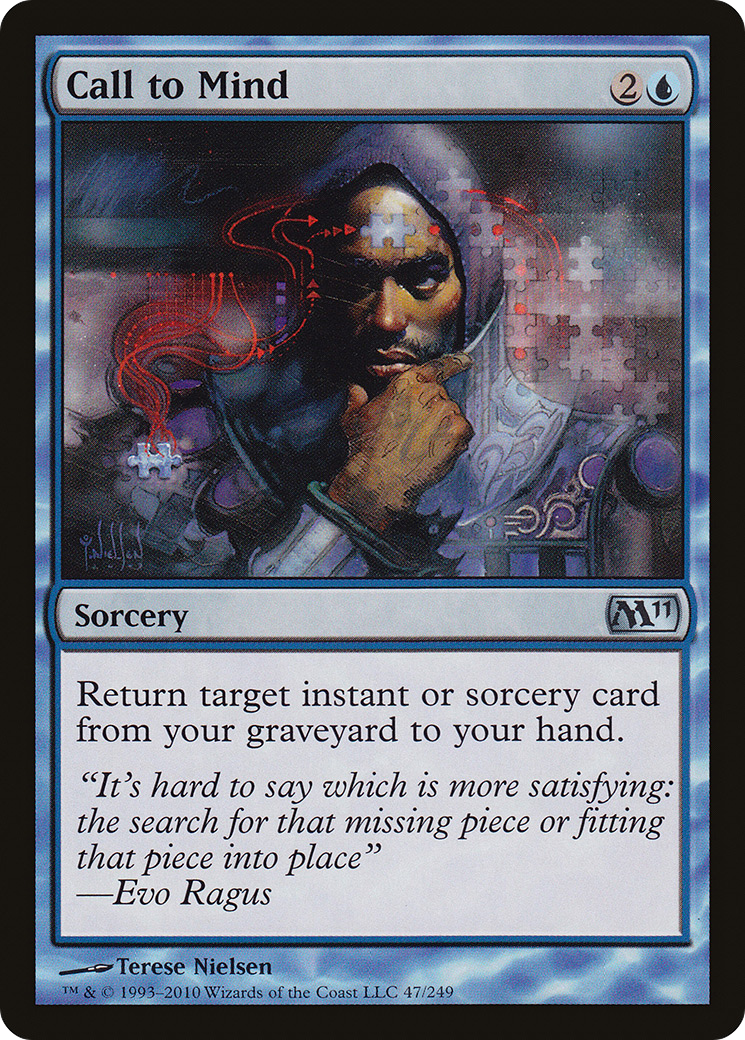 Call to Mind 2
T. Nielsen
Sorcery M11
Return target instant or sorcery card
from your graveyard to your hand.
“It’s hard to say which is more satisfying:
the search for that missing piece or fitting
that piece into place”
—Evo Ragus
Terese Nielsen
™ & © 1993–2010 Wizards of the Coast LLC 47/249